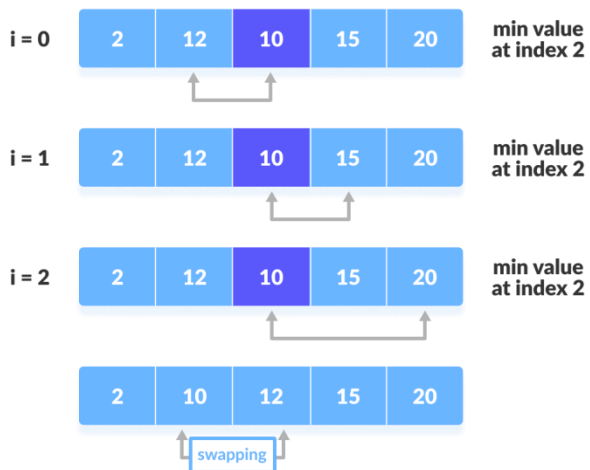 i = 0 2 12 10 15 20 min value
at index 2
i = 1 2 12 10 15 20 min value
at index 2
i = 2 2 12 10 15 20 min value
at index 2
2 10 12 15 20
swapping